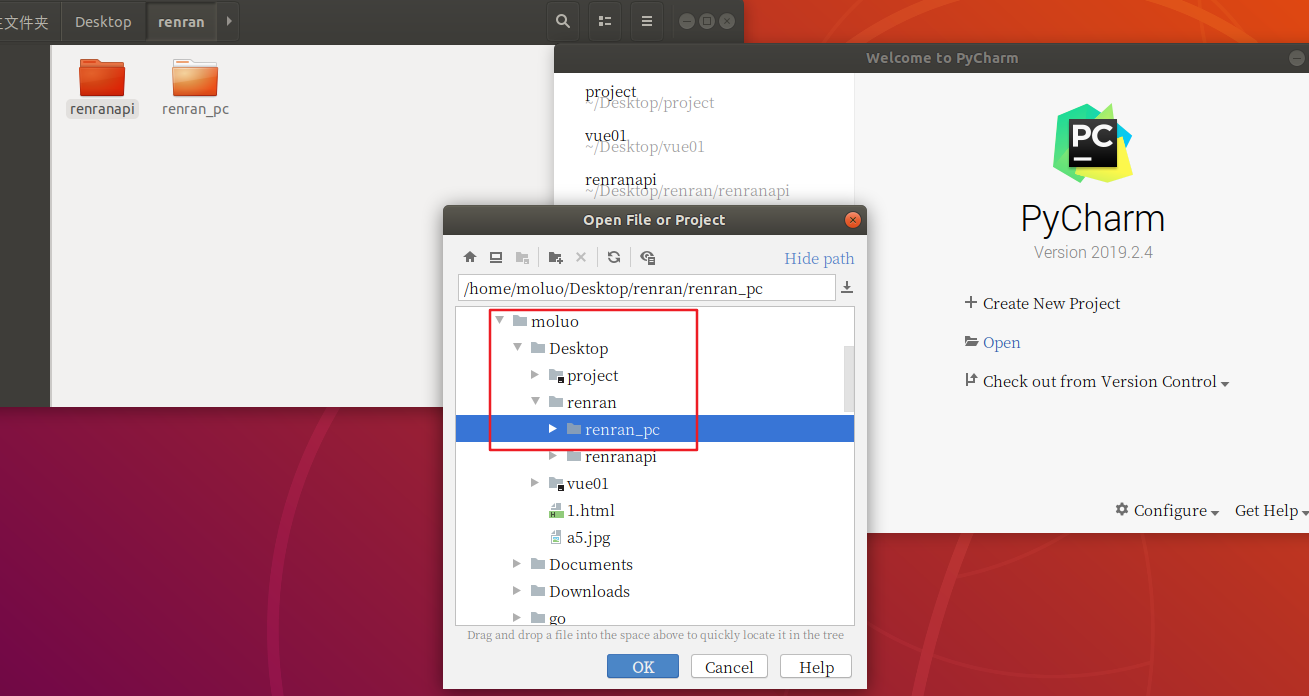 主文件夹 Desktop renran
renranapi renran_pc
Welcome to PyCharm
project
~/Desktop/project
vue01
~/Desktop/vue01
renranapi
~/Desktop/renran/renranapi
PC
PyCharm
Version 2019.2.4
Create New Project
Open
Check out from Version Control
Configure Get Help
Open File or Project
Hide path
/home/moluo/Desktop/renran/renran_pc
moluo
Desktop
project
renran
renran_pc
renranapi
vue01
1.html
a5.jpg
Documents
Downloads
go
Drag and drop a file into the space above to quickly locate it in the tree
OK Cancel Help